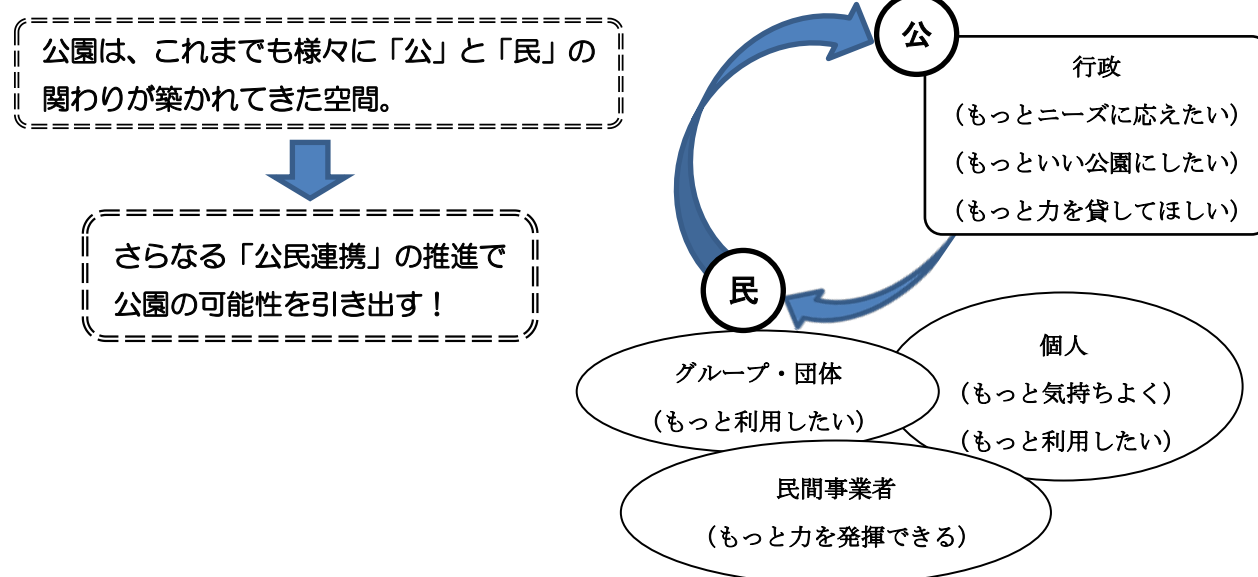 公園は、これまでも様々に「公」と「民」の
関わりが築かれてきた空間。
さらなる「公民連携」の推進で
公園の可能性を引き出す！
公
行政
（もっとニーズに応えたい）
（もっといい公園にしたい）
（もっと力を貸してほしい）
民
グループ・団体
（もっと利用したい）
個人
（もっと気持ちよく）
（もっと利用したい）
民間事業者
（もっと力を発揮できる）